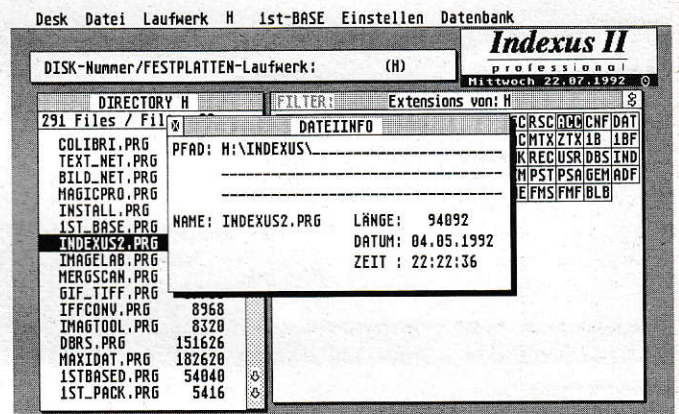 Desk Datei Laufwerk H 1st-BASE Einstellen Datenbank
Indexus II
professional
Mittwoch 22.07.1992
DISK-Nummer/FESTPLATTEN-Laufwerk: (H)
DIRECTORY H
291 Files / Fil
COLIBRI.PRG
TEXT_NET.PRG
BILD_NET.PRG
MAGICPRO.PRG
INSTALL.PRG
1ST_BASE.PRG
INDEXUS2.PRG
IMAGELAB.PRG
MERGSCAN.PRG
GIF_TIFF.PRG
IFFCONV.PRG 8968
IMAGTOOL.PRG 8320
DBRS.PRG 151626
MAXIDAT.PRG 182620
1STBASED.PRG 54040
1ST_PACK.PRG 5416
DATEIINFO
PFAD: H:\INDEXUS\
NAME: INDEXUS2.PRG LÄNGE: 94092
DATUM: 04.05.1992
ZEIT : 22:22:36
FILTER: Extensions von: H
RSC ACC CNF DAT
MTX ZTX 1B 1BF
REC USR DBS IND
PST PSA GEM ADF
FMS FMF BLB